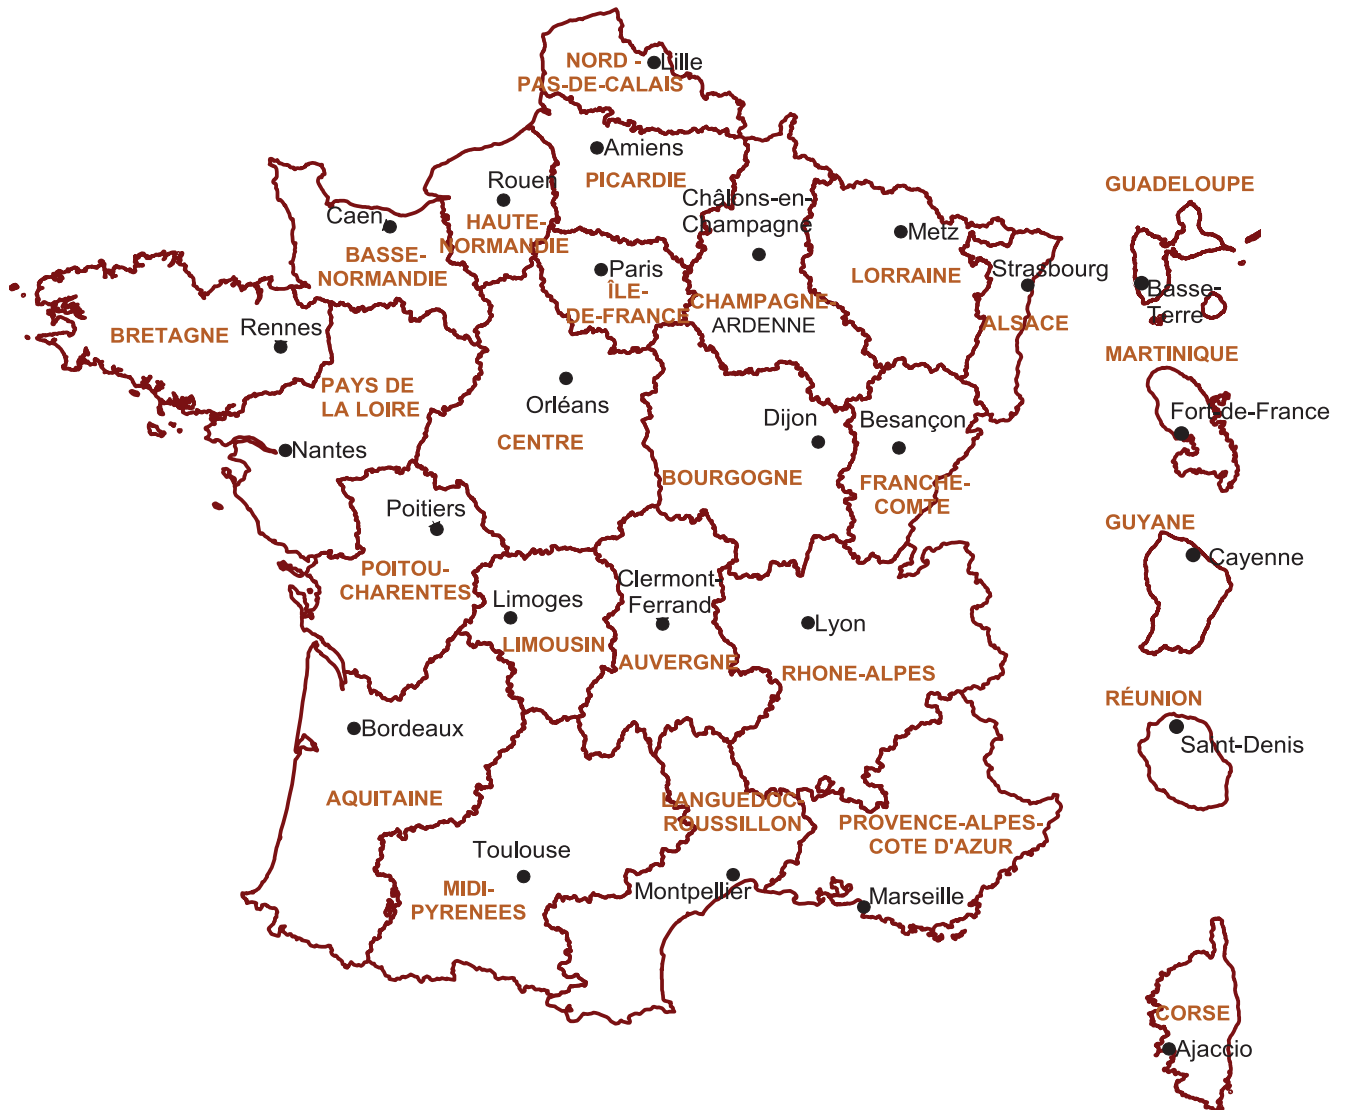 NORD -
PAS-DE-CALAIS
Lille
Amiens
PICARDIE
Rouen
HAUTE-
NORMANDIE
Caen
BASSE-
NORMANDIE
Châlons-en-
Champagne
CHAMPAGNE-
ARDENNE
Metz
LORRAINE
Strasbourg
ALSACE
Paris
ÎLE-
DE-FRANCE
BRETAGNE
Rennes
PAYS DE
LA LOIRE
Nantes
Orléans
CENTRE
Dijon
BOURGOGNE
Besançon
FRANCHE-
COMTE
Poitiers
POITOU-
CHARENTES
Limoges
LIMOUSIN
Clermont-
Ferrand
AUVERGNE
Lyon
RHONE-ALPES
Bordeaux
AQUITAINE
Toulouse
MIDI-
PYRENEES
LANGUEDOC-
ROUSSILLON
Montpellier
PROVENCE-ALPES-
COTE D'AZUR
Marseille
GUADELOUPE
Basse-
Terre
MARTINIQUE
Fort-de-France
GUYANE
Cayenne
RÉUNION
Saint-Denis
CORSE
Ajaccio